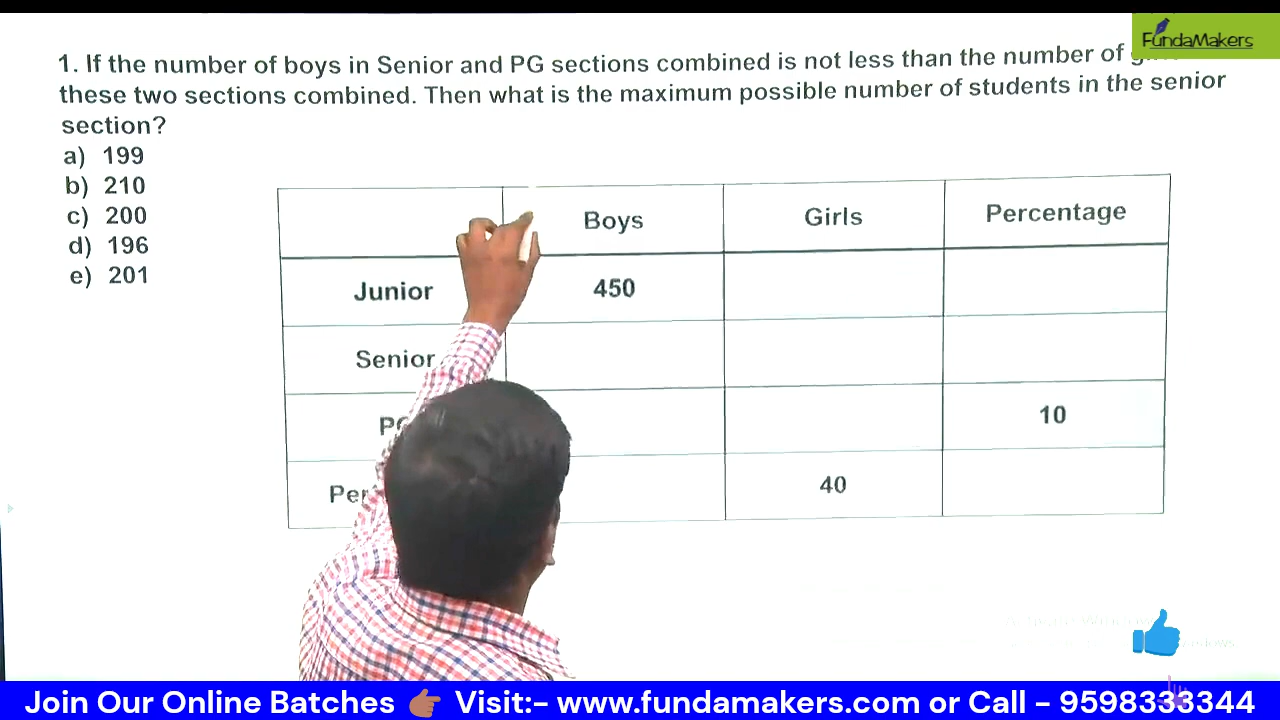 FundaMakers
1. If the number of boys in Senior and PG sections combined is not less than the number of
these two sections combined. Then what is the maximum possible number of students in the senior
section?
a) 199
b) 210
c) 200
d) 196
e) 201
Boys Girls Percentage
Junior 450
Senior
10
40
Join Our Online Batches Visit:- www.fundamakers.com or Call - 9598333344